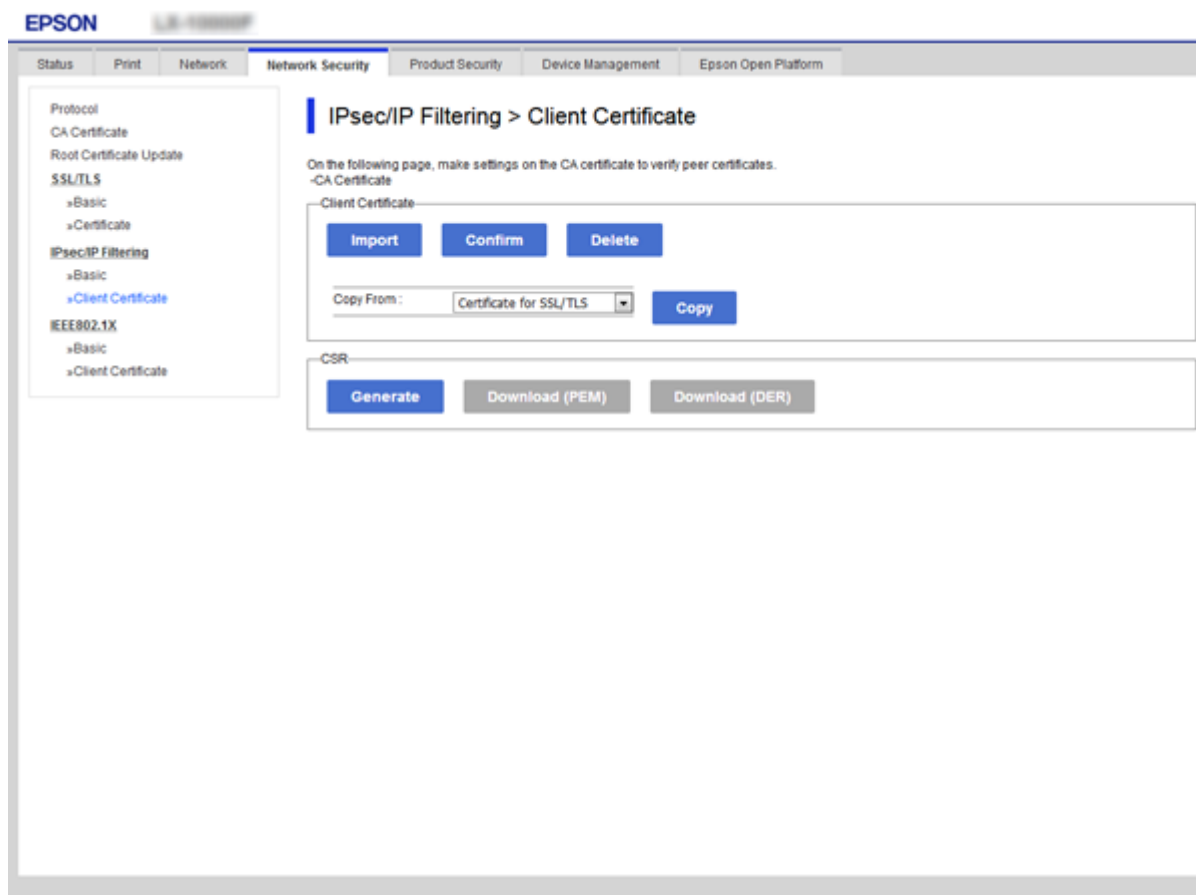 EPSON
Status Print Network Network Security Product Security Device Management Epson Open Platform
Protocol
CA Certificate
Root Certificate Update
SSL/TLS
»Basic
»Certificate
IPsec/IP Filtering
»Basic
»Client Certificate
IEEE802.1X
»Basic
»Client Certificate
IPsec/IP Filtering > Client Certificate
On the following page, make settings on the CA certificate to verify peer certificates.
-CA Certificate
Client Certificate
Import Confirm Delete
Copy From : Certificate for SSL/TLS Copy
CSR
Generate Download (PEM) Download (DER)